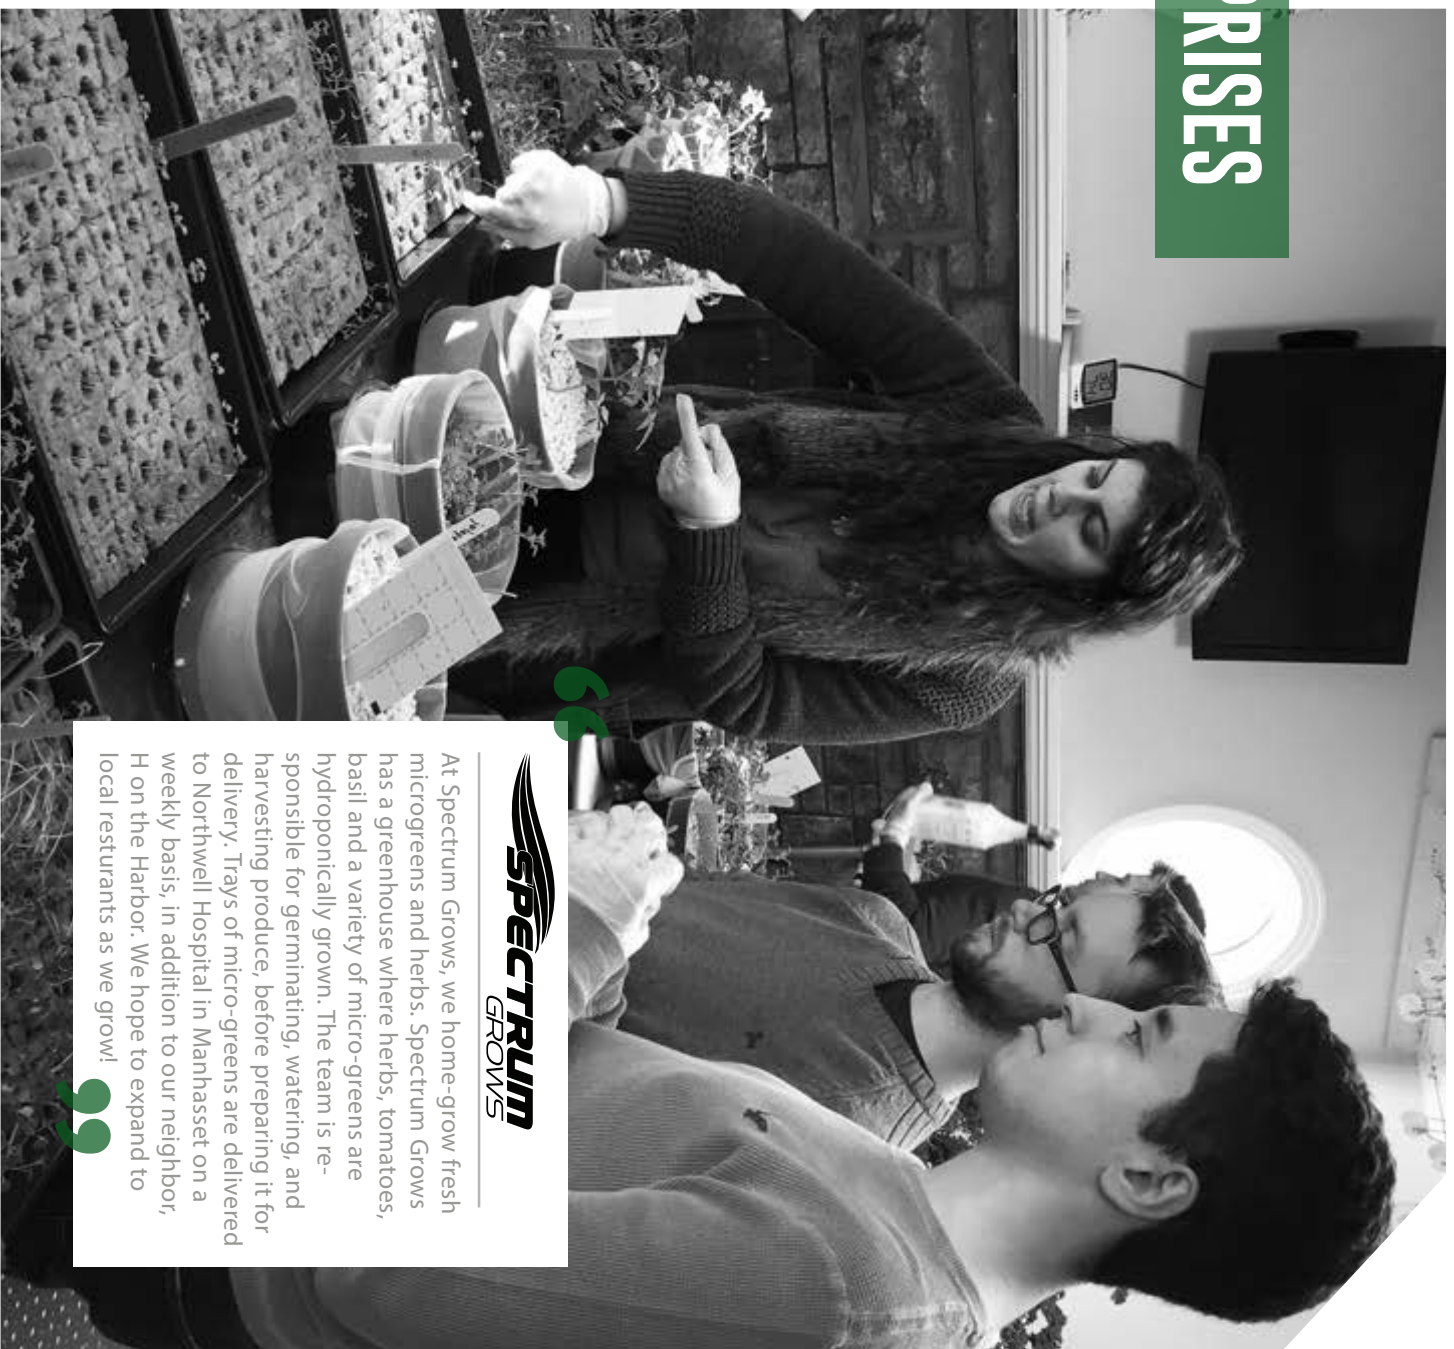 PRISES
SPECTRUM
GROWS
At Spectrum Grows, we home-grow fresh
microgreens and herbs. Spectrum Grows
has a greenhouse where herbs, tomatoes,
basil and a variety of micro-greens are
hydroponically grown. The team is re-
sponsible for germinating, watering, and
harvesting produce, before preparing it for
delivery. Trays of micro-greens are delivered
to Northwell Hospital in Manhasset on a
weekly basis, in addition to our neighbor,
H on the Harbor. We hope to expand to
local resturants as we grow!